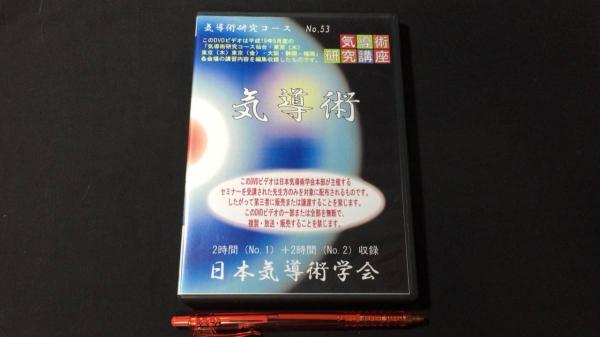 気導術研究コース No.53
このDVDビデオは平成19年5月度の
「気導術研究コース仙台・東京(水)
東京(木)東京(金)・大阪・静岡・福岡」
各会場の講習内容を編集収録したものです。
気導術
研究講座
気導術
このDVDビデオは日本気導術学会本部が主催する
セミナーを受講された先生方のみを対象に配布されるものです。
したがって第三者に販売または譲渡することを禁じます。
このDVDビデオの一部または全部を無断で、
複製・放送・販売することを禁じます。
2時間(No.1)+2時間(No.2)収録
日本気導術学会